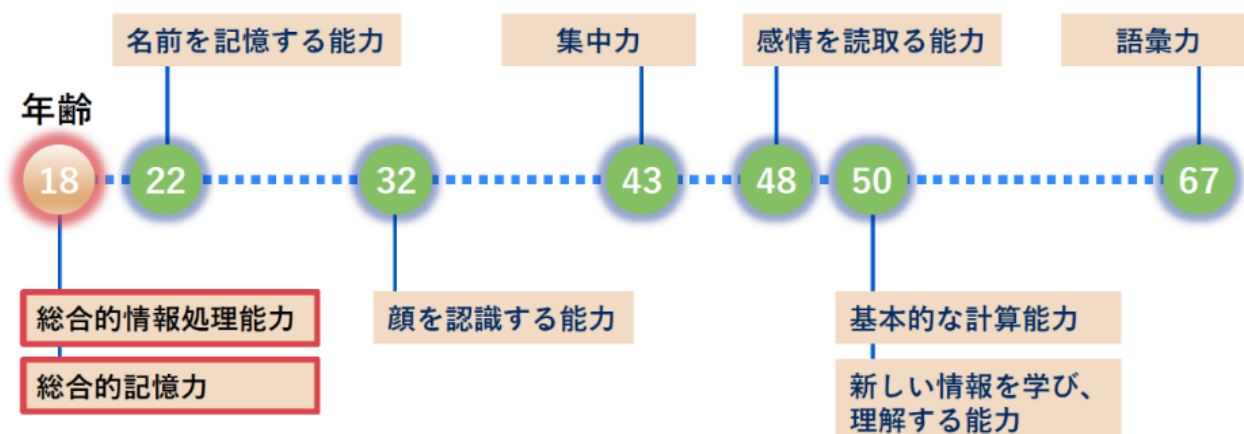 名前を記憶する能力
集中力
感情を読取る能力
語彙力
年齢
18
22
32
43
48
50
67
総合的情報処理能力
総合的記憶力
顔を認識する能力
基本的な計算能力
新しい情報を学び、
理解する能力